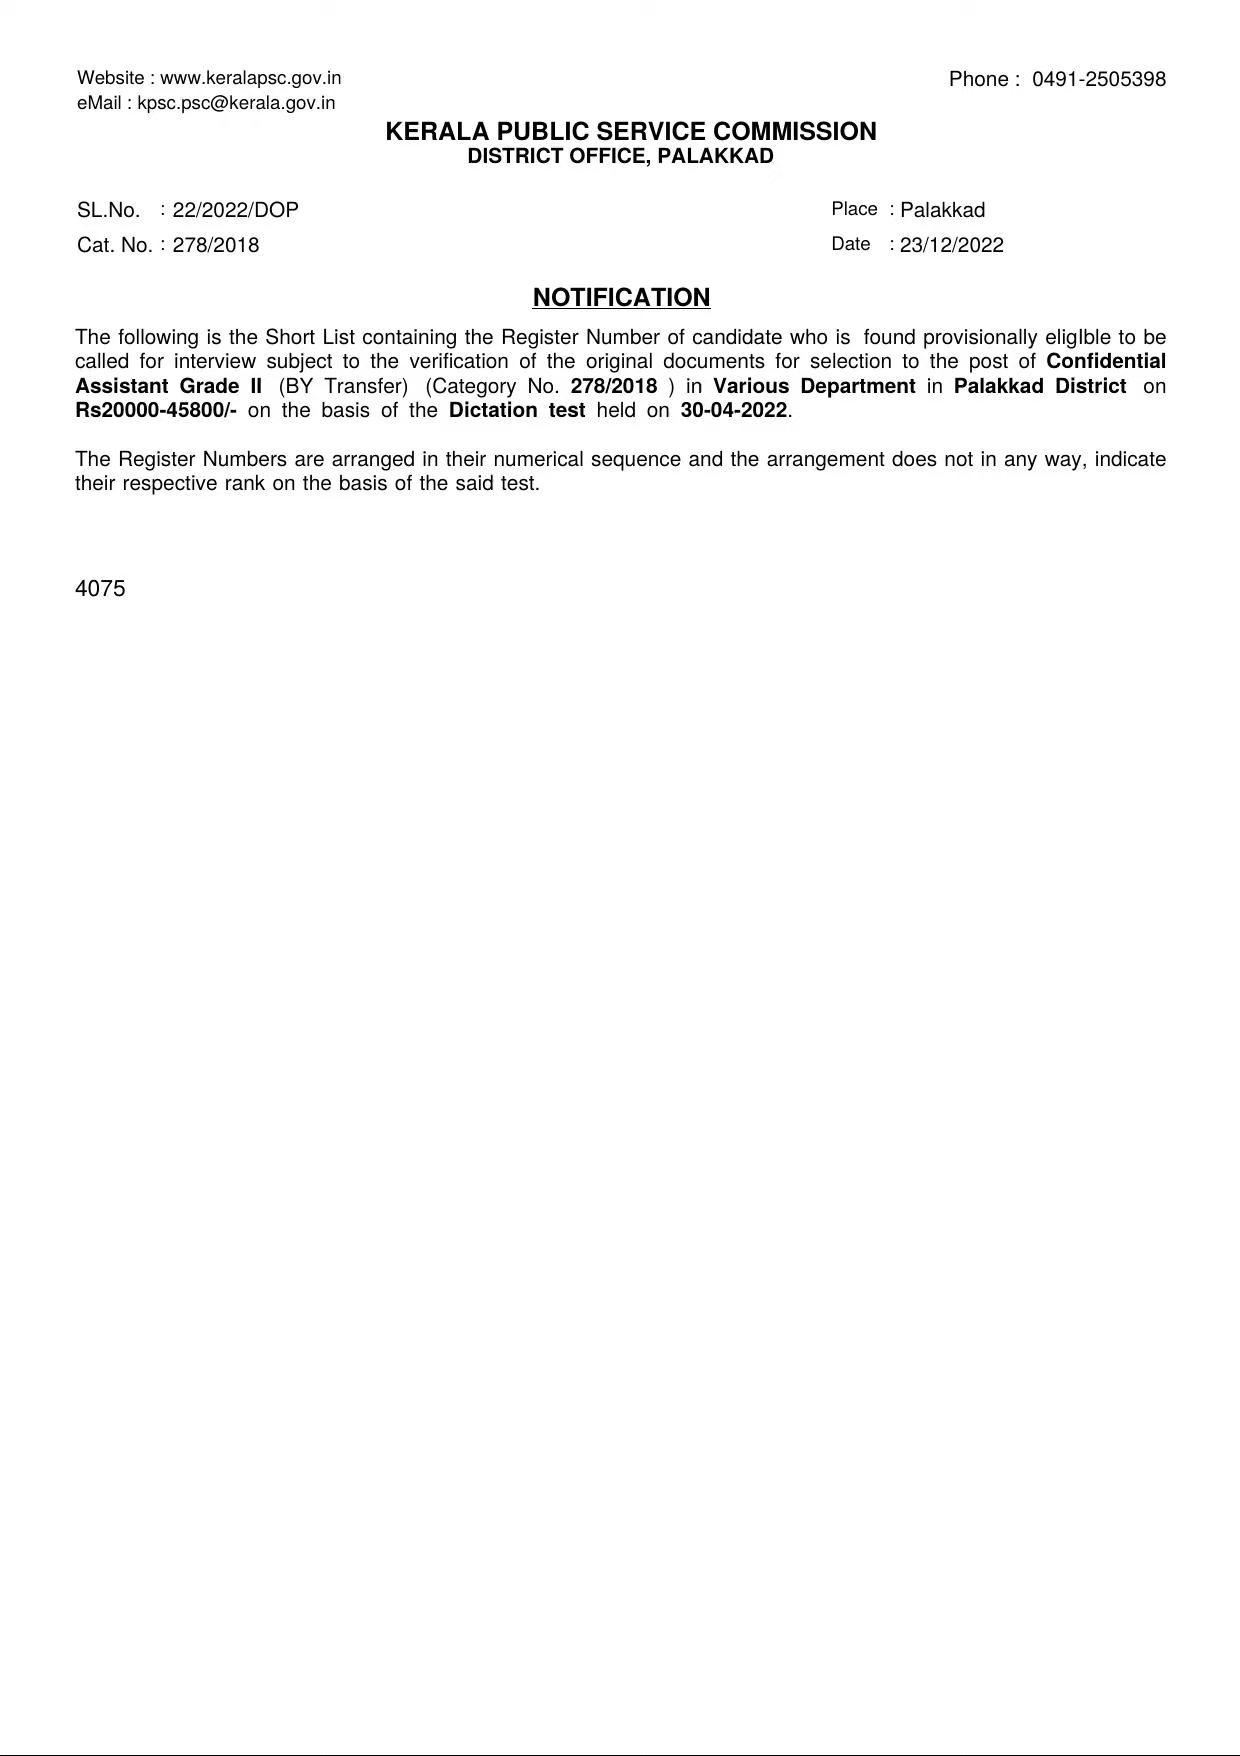 Website : www.keralapsc.gov.in
Phone : 0491-2505398
eMail : kpsc.psc@kerala.gov.in
KERALA PUBLIC SERVICE COMMISSION
DISTRICT OFFICE, PALAKKAD
SL.No. : 22/2022/DOP
Place : Palakkad
Cat. No. : 278/2018
Date : 23/12/2022
NOTIFICATION
The following is the Short List containing the Register Number of candidate who is found provisionally eligIble to be
called for interview subject to the verification of the original documents for selection to the post of Confidential
Assistant Grade II (BY Transfer) (Category No. 278/2018 ) in Various Department in Palakkad District on
Rs20000-45800/- on the basis of the Dictation test held on 30-04-2022.
The Register Numbers are arranged in their numerical sequence and the arrangement does not in any way, indicate
their respective rank on the basis of the said test.
4075